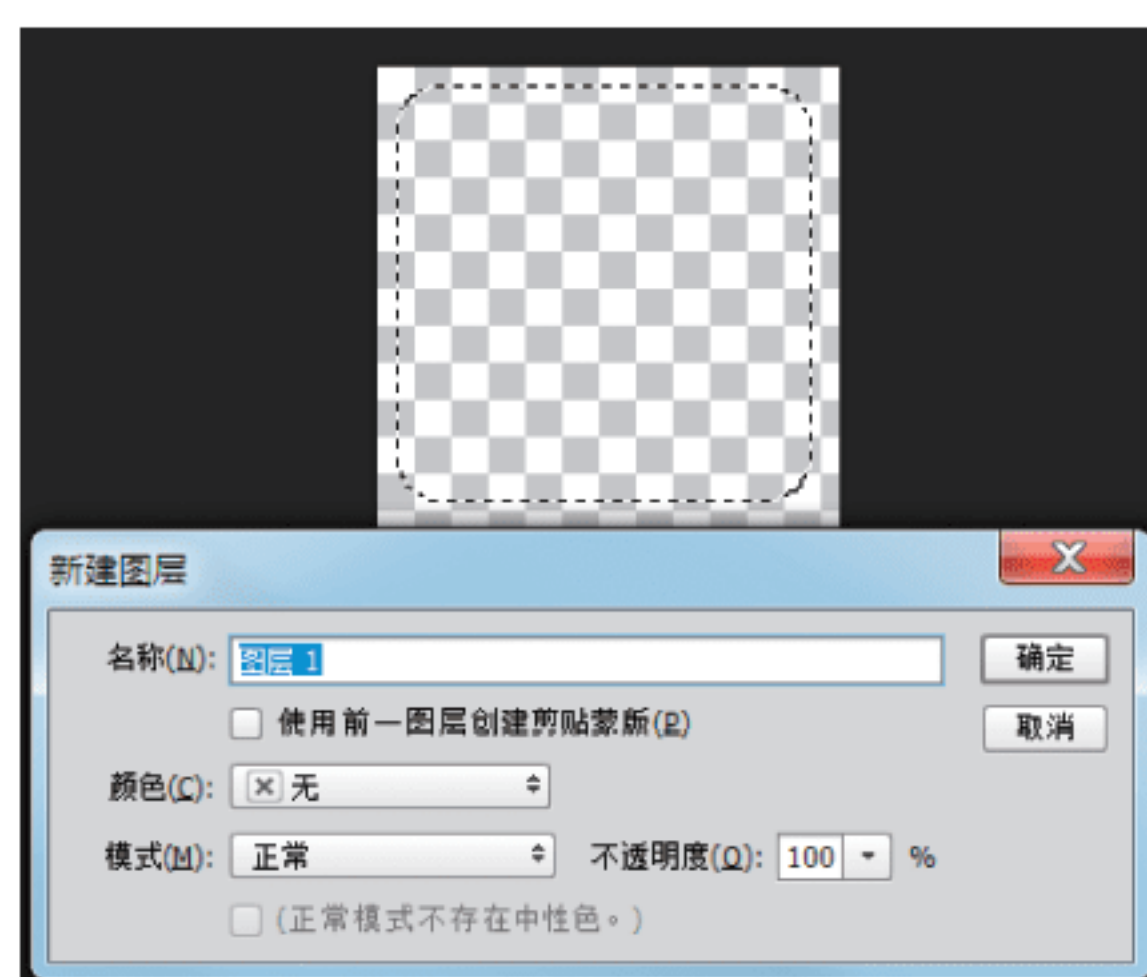 新建图层
名称(N): 图层 1 确定
使用前一图层创建剪贴蒙版(P) 取消
颜色(C): 无
模式(M): 正常 不透明度(O): 100 %
(正常模式不存在中性色。)